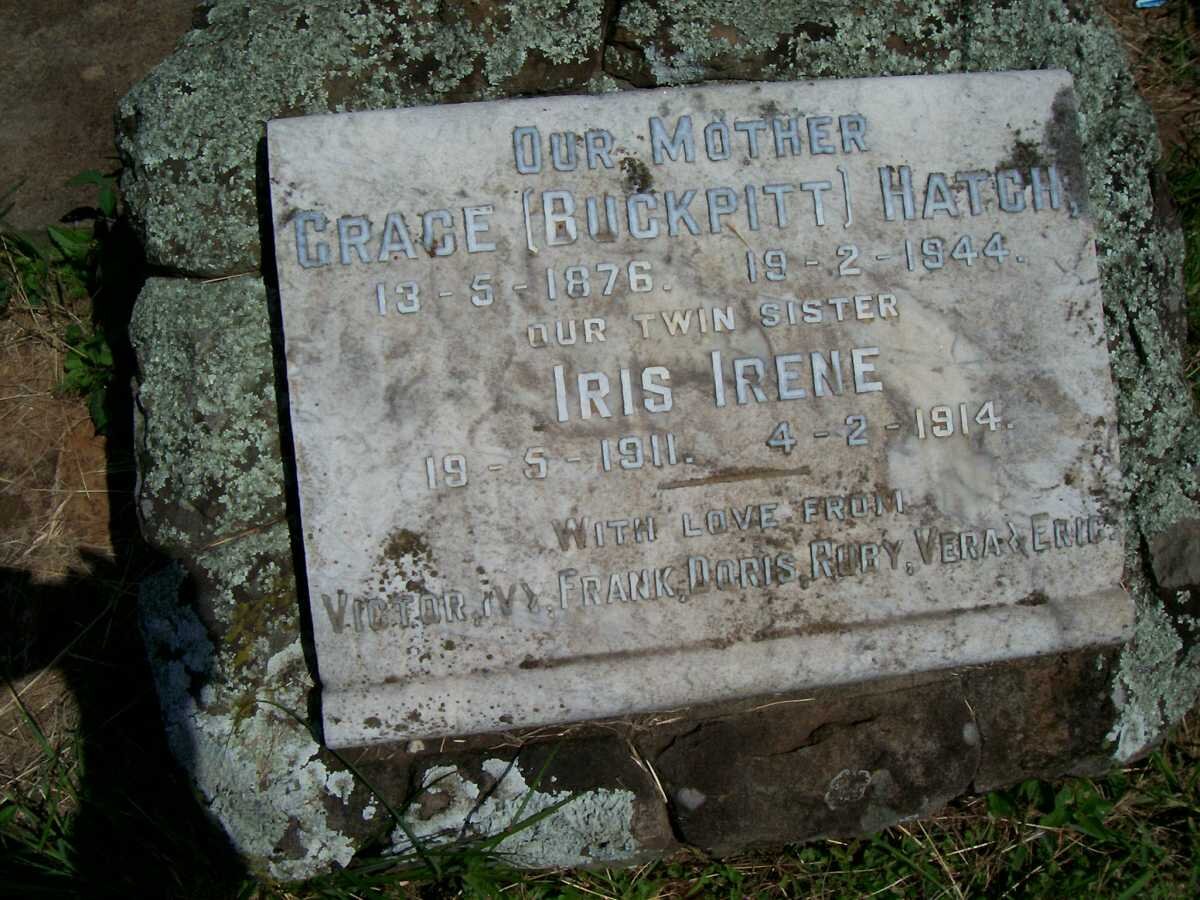 OUR MOTHER
GRACE (BUCKPITT) HATCH,
13-5-1876. 19-2-1944.
OUR TWIN SISTER
IRIS IRENE
19-5-1911. 4-2-1914.
WITH LOVE FROM
VICTOR, IVY, FRANK, DORIS, RUBY, VERA & ERIC.